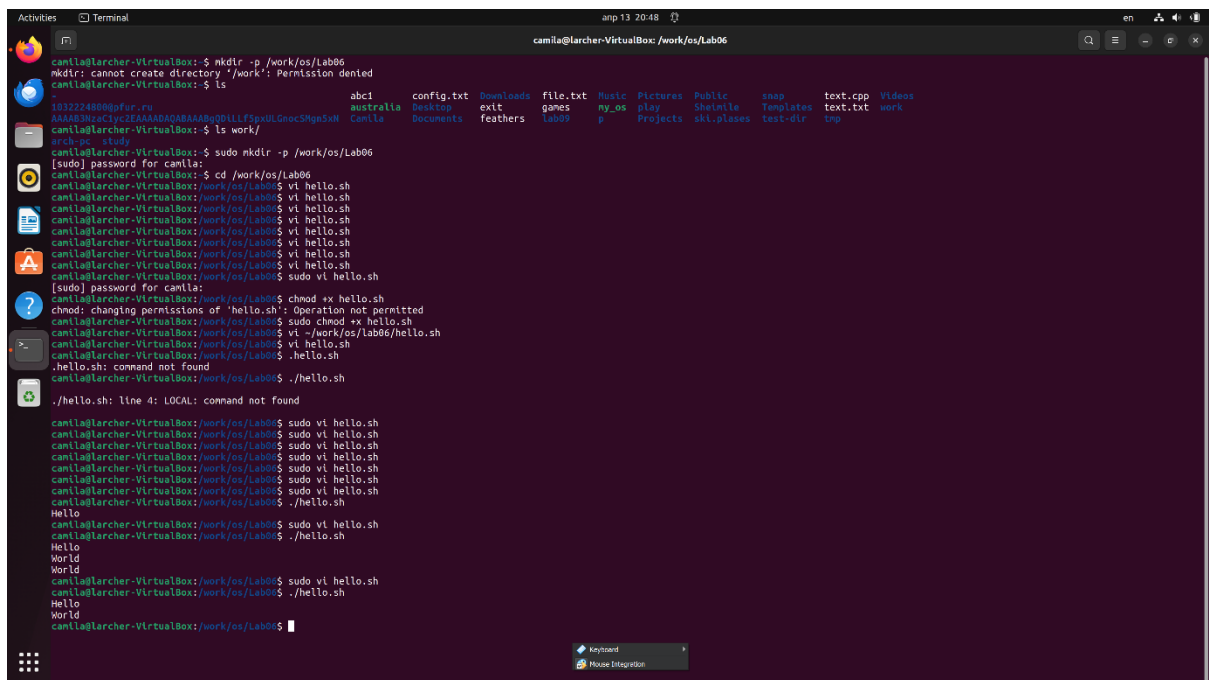 Activities Terminal апр 13 20:48 en
camila@larcher-VirtualBox: /work/os/Lab06
camila@larcher-VirtualBox:~$ mkdir -p /work/os/Lab06
mkdir: cannot create directory ‘/work’: Permission denied
camila@larcher-VirtualBox:~$ ls
- abc1 config.txt Downloads file.txt Music Pictures Public snap text.cpp Videos
1032224800@pfur.ru australia Desktop exit games my_os play Sheinile Templates text.txt work
Camila Documents feathers lab09 p Projects ski.plases test-dir tmp
camila@larcher-VirtualBox:~$ ls work/
arch-pc study
camila@larcher-VirtualBox:~$ sudo mkdir -p /work/os/Lab06
[sudo] password for camila:
camila@larcher-VirtualBox:~$ cd /work/os/Lab06
camila@larcher-VirtualBox:/work/os/Lab06$ vi hello.sh
camila@larcher-VirtualBox:/work/os/Lab06$ vi hello.sh
camila@larcher-VirtualBox:/work/os/Lab06$ vi hello.sh
camila@larcher-VirtualBox:/work/os/Lab06$ vi hello.sh
camila@larcher-VirtualBox:/work/os/Lab06$ vi hello.sh
camila@larcher-VirtualBox:/work/os/Lab06$ vi hello.sh
camila@larcher-VirtualBox:/work/os/Lab06$ vi hello.sh
camila@larcher-VirtualBox:/work/os/Lab06$ vi hello.sh
camila@larcher-VirtualBox:/work/os/Lab06$ sudo vi hello.sh
[sudo] password for camila:
camila@larcher-VirtualBox:/work/os/Lab06$ chmod +x hello.sh
chmod: changing permissions of 'hello.sh': Operation not permitted
camila@larcher-VirtualBox:/work/os/Lab06$ sudo chmod +x hello.sh
camila@larcher-VirtualBox:/work/os/Lab06$ vi ~/work/os/lab06/hello.sh
camila@larcher-VirtualBox:/work/os/Lab06$ vi hello.sh
camila@larcher-VirtualBox:/work/os/Lab06$ .hello.sh
.hello.sh: command not found
camila@larcher-VirtualBox:/work/os/Lab06$ ./hello.sh
./hello.sh: line 4: LOCAL: command not found
camila@larcher-VirtualBox:/work/os/Lab06$ sudo vi hello.sh
camila@larcher-VirtualBox:/work/os/Lab06$ sudo vi hello.sh
camila@larcher-VirtualBox:/work/os/Lab06$ sudo vi hello.sh
camila@larcher-VirtualBox:/work/os/Lab06$ sudo vi hello.sh
camila@larcher-VirtualBox:/work/os/Lab06$ sudo vi hello.sh
camila@larcher-VirtualBox:/work/os/Lab06$ sudo vi hello.sh
camila@larcher-VirtualBox:/work/os/Lab06$ sudo vi hello.sh
camila@larcher-VirtualBox:/work/os/Lab06$ ./hello.sh
Hello
camila@larcher-VirtualBox:/work/os/Lab06$ sudo vi hello.sh
camila@larcher-VirtualBox:/work/os/Lab06$ ./hello.sh
Hello
World
World
camila@larcher-VirtualBox:/work/os/Lab06$ sudo vi hello.sh
camila@larcher-VirtualBox:/work/os/Lab06$ ./hello.sh
Hello
World
camila@larcher-VirtualBox:/work/os/Lab06$
Keyboard
Mouse Integration